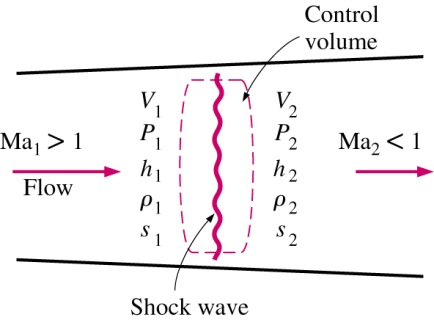 Control
volume
Ma₁ > 1
Flow
V₁
P₁
h₁
ρ₁
s₁
V₂
P₂
h₂
ρ₂
s₂
Ma₂ < 1
Shock wave